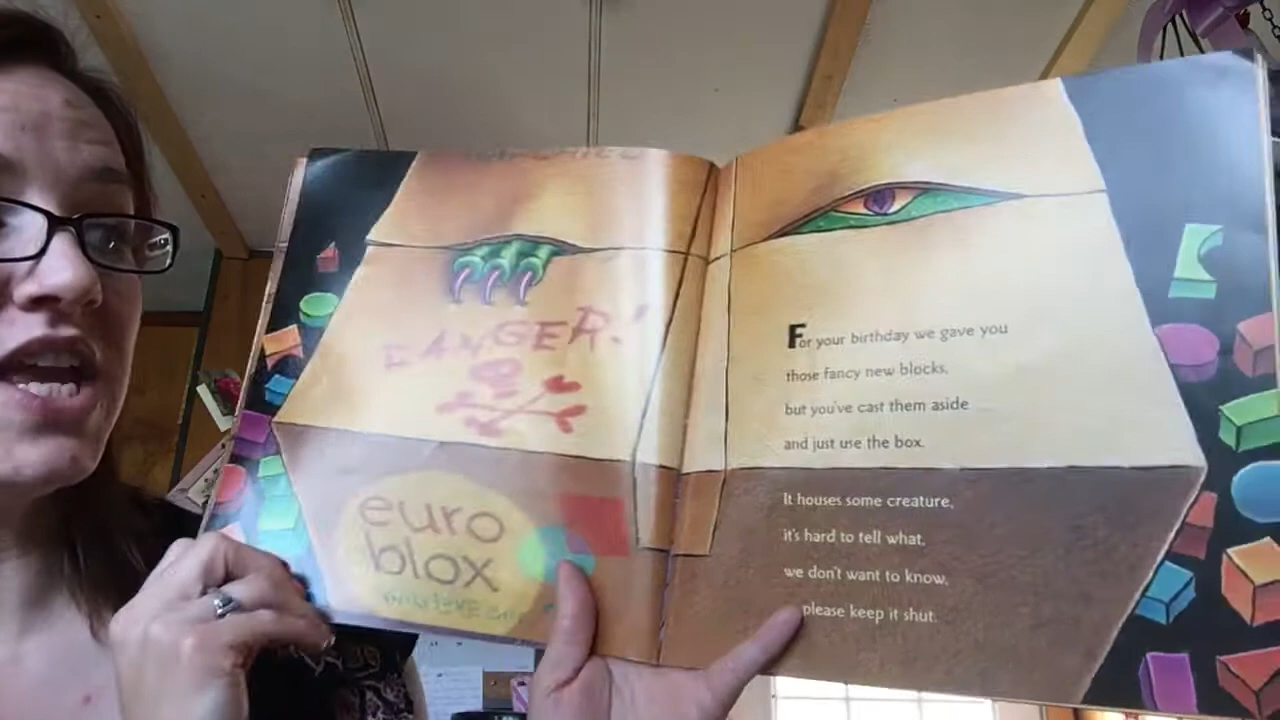 DANGER!
euro
blox
For your birthday we gave you
those fancy new blocks,
but you've cast them aside
and just use the box.
It houses some creature,
it's hard to tell what,
we don't want to know,
please keep it shut.